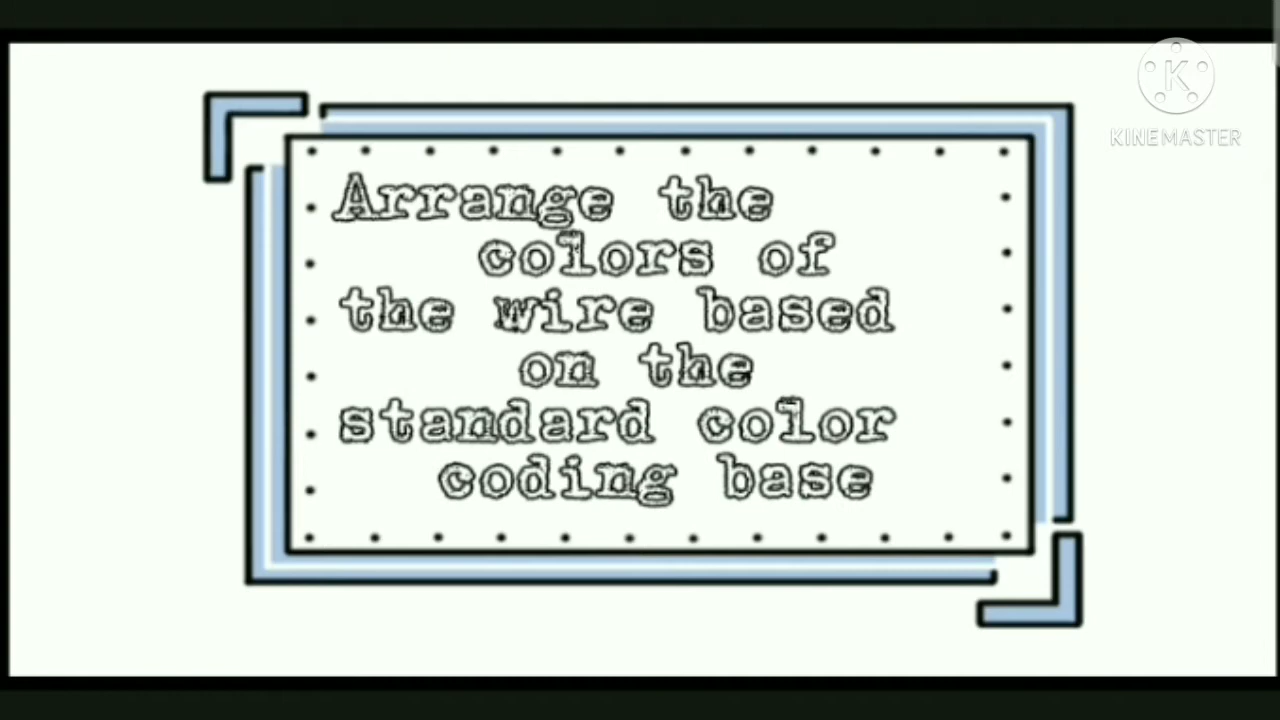 KINEMASTER
Arrange the
colors of
the wire based
on the
standard color
coding base